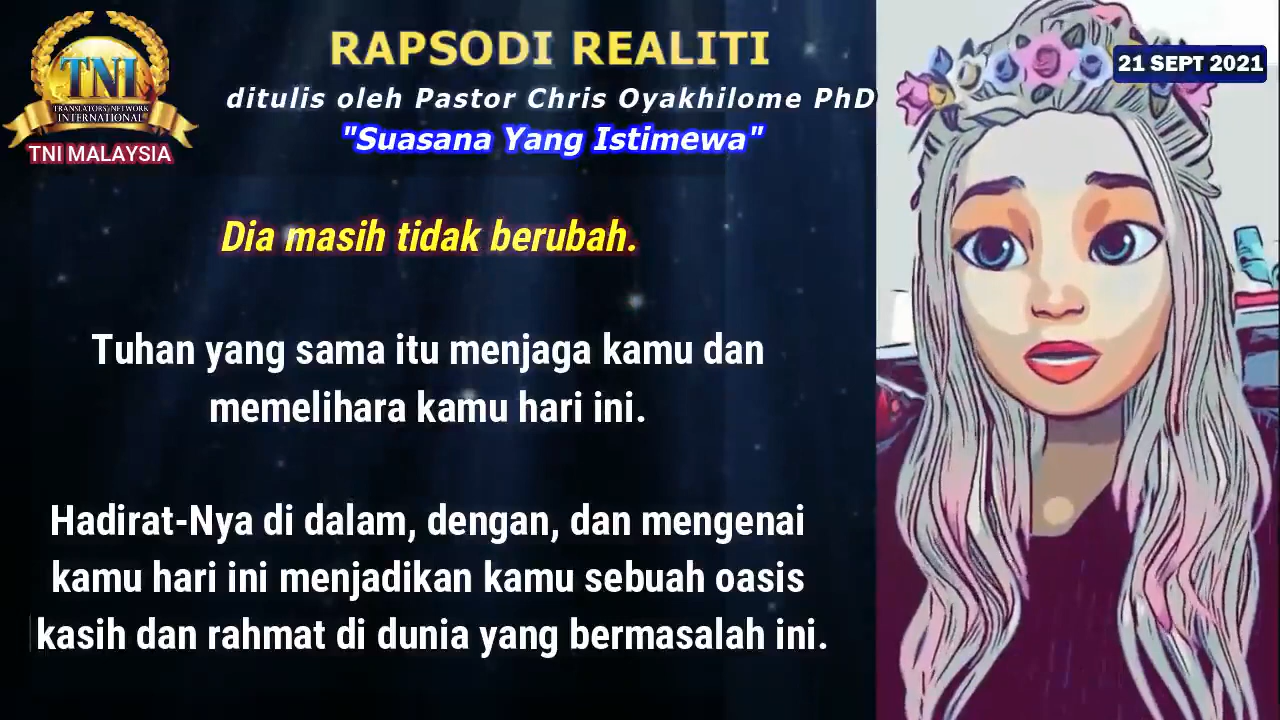 TNI
TRANSLATORS' NETWORK
INTERNATIONAL
TNI MALAYSIA
RAPSODI REALITI
ditulis oleh Pastor Chris Oyakhilome PhD
"Suasana Yang Istimewa"
21 SEPT 2021
Dia masih tidak berubah.
Tuhan yang sama itu menjaga kamu dan
memelihara kamu hari ini.
Hadirat-Nya di dalam, dengan, dan mengenai
kamu hari ini menjadikan kamu sebuah oasis
kasih dan rahmat di dunia yang bermasalah ini.